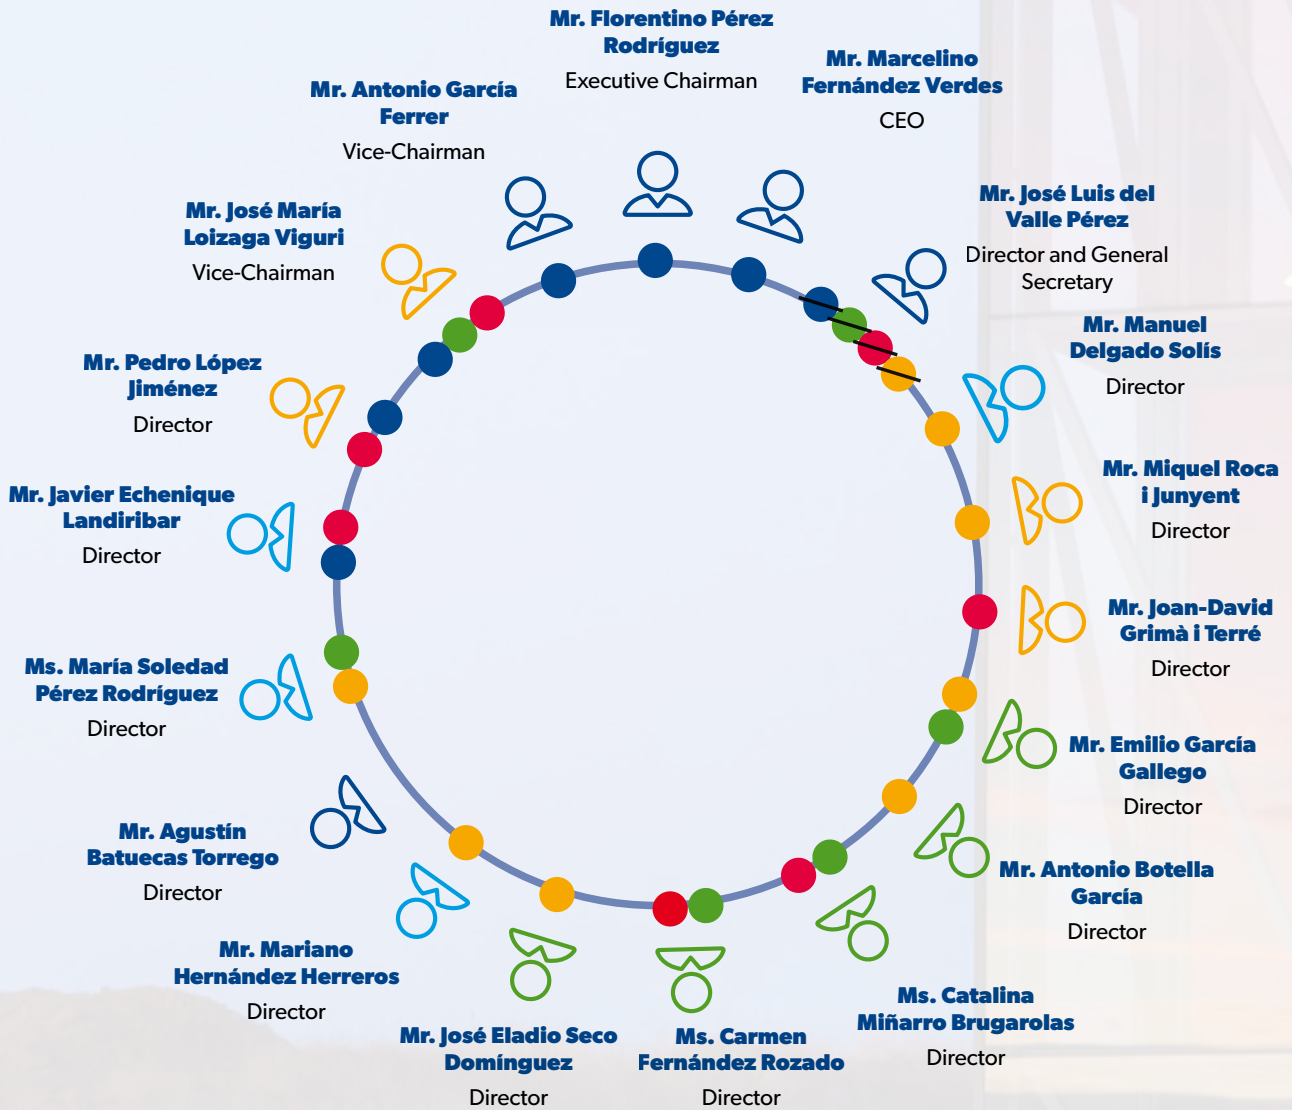 Mr. Florentino Pérez
Rodríguez
Executive Chairman
Mr. Marcelino
Fernández Verdes
CEO
Mr. José Luis del
Valle Pérez
Director and General
Secretary
Mr. Manuel
Delgado Solís
Director
Mr. Miquel Roca
i Junyent
Director
Mr. Joan-David
Grimà i Terré
Director
Mr. Emilio García
Gallego
Director
Mr. Antonio Botella
García
Director
Ms. Catalina
Miñarro Brugarolas
Director
Ms. Carmen
Fernández Rozado
Director
Mr. José Eladio Seco
Domínguez
Director
Mr. Mariano
Hernández Herreros
Director
Mr. Agustín
Batuecas Torrego
Director
Ms. María Soledad
Pérez Rodríguez
Director
Mr. Javier Echenique
Landiribar
Director
Mr. Pedro López
Jiménez
Director
Mr. José María
Loizaga Viguri
Vice-Chairman
Mr. Antonio García
Ferrer
Vice-Chairman